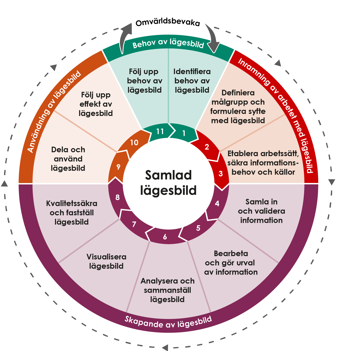 Omvärldsbevaka
Behov av lägesbild
Följ upp
behov av
lägesbild
Identifiera
behov av
lägesbild
Inramning av arbetet med lägesbild
Definiera
målgrupp och
formulera syfte
med lägesbild
Etablera arbetssätt,
säkra informations-
behov och källor
Samla in
och validera
information
Bearbeta
och gör urval
av information
Analysera och
sammanställ
lägesbild
Visualisera
lägesbild
Kvalitetssäkra
och fastställ
lägesbild
Skapande av lägesbild
Dela och
använd
lägesbild
Följ upp
effekt av
lägesbild
Användning av lägesbild
1
2
3
4
5
6
7
8
9
10
11
Samlad
lägesbild